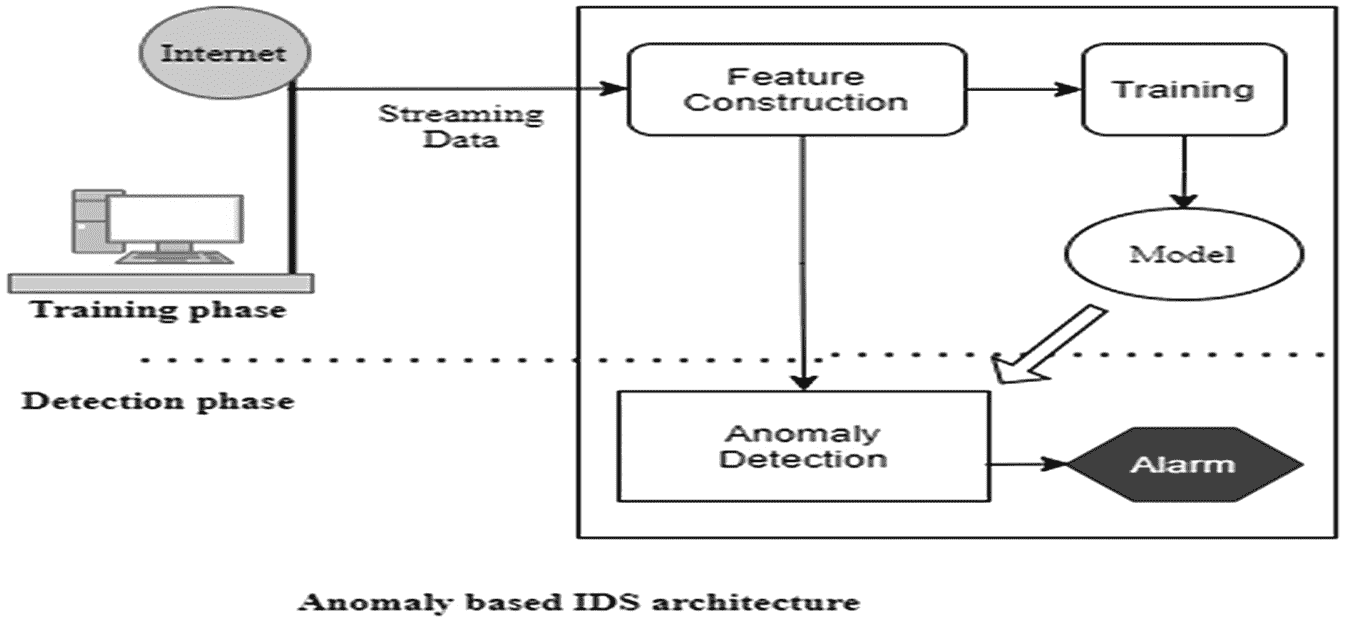 Internet
Streaming
Data
Feature
Construction
Training
Model
Training phase
Detection phase
Anomaly
Detection
Alarm
Anomaly based IDS architecture